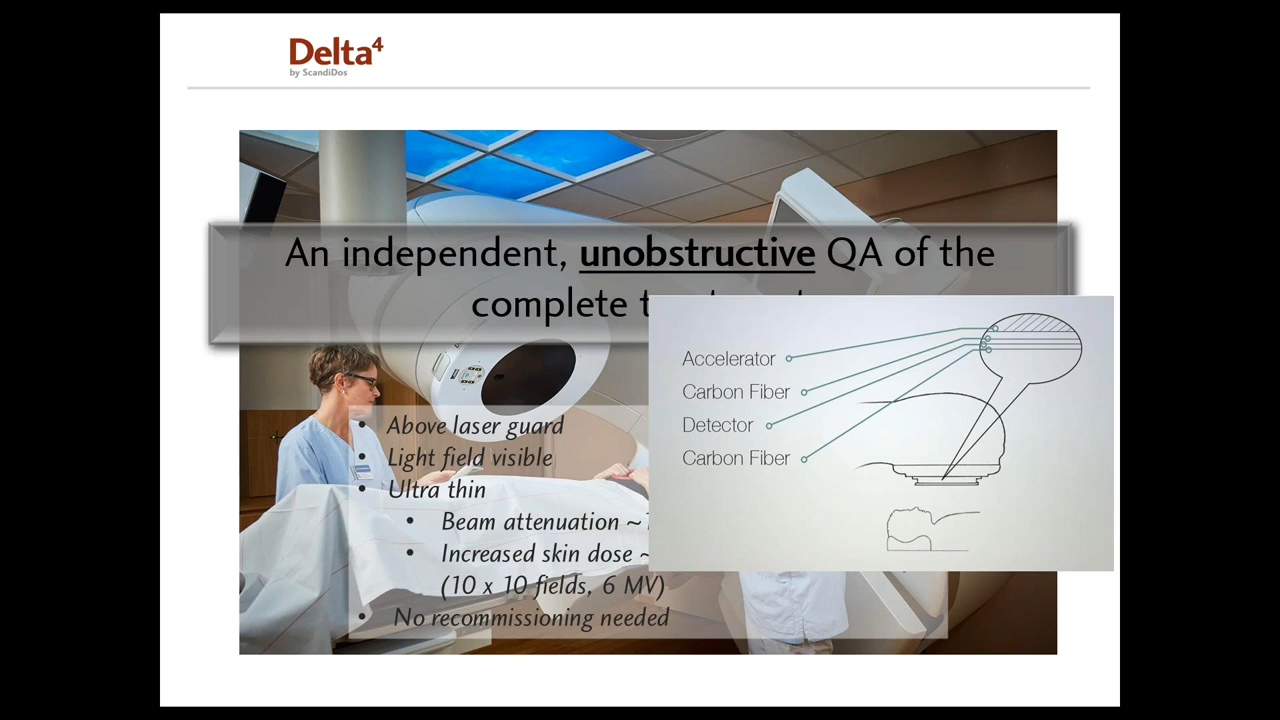 Delta⁴
by ScandiDos
An independent, unobstructive QA of the
complete
Accelerator
Carbon Fiber
Detector
Carbon Fiber
• Above laser guard
• Light field visible
• Ultra thin
• Beam attenuation ~
• Increased skin dose ~
(10 x 10 fields, 6 MV)
• No recommissioning needed